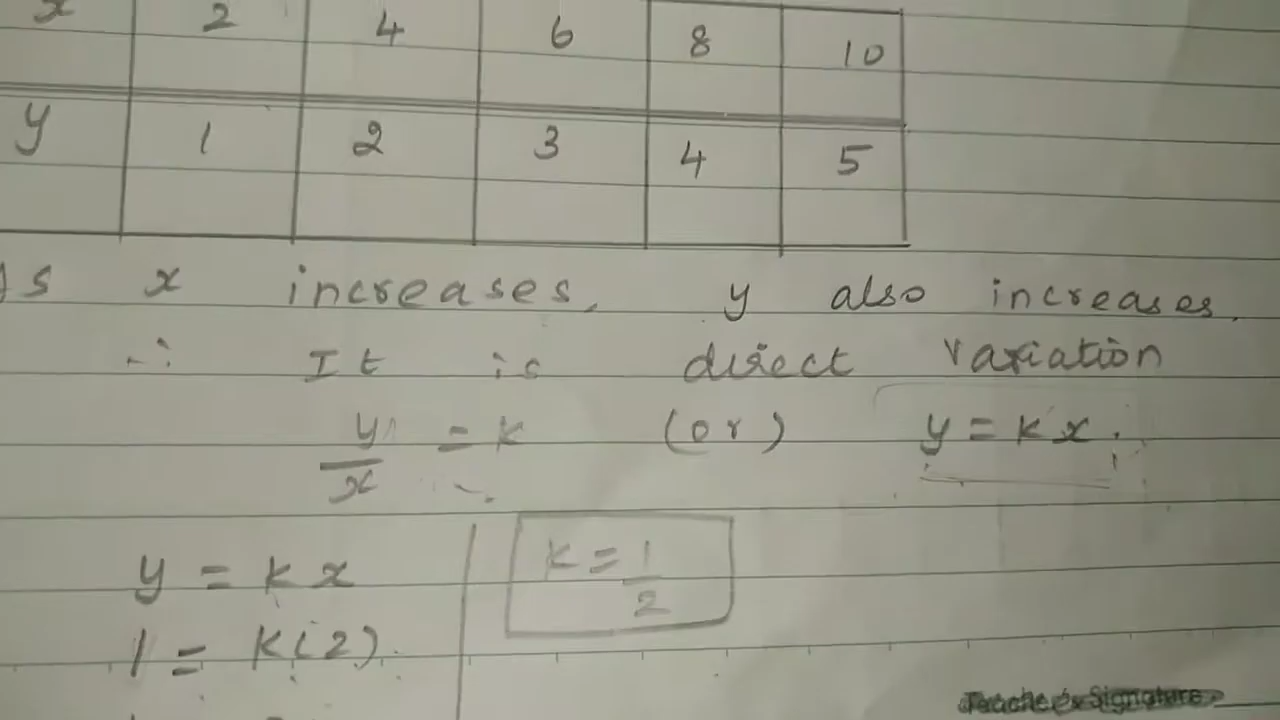 x 2 4 6 8 10
y 1 2 3 4 5
As x increases, y also increases.
∴ It is direct variation
y/x = k (or) y = kx.
y = kx
k = 1/2
1 = k(2).
Teacher's Signature